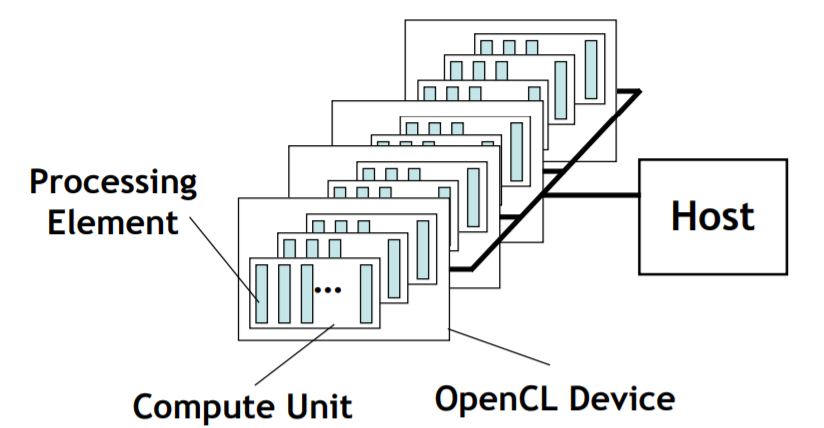 Processing
Element
Host
...
Compute Unit
OpenCL Device